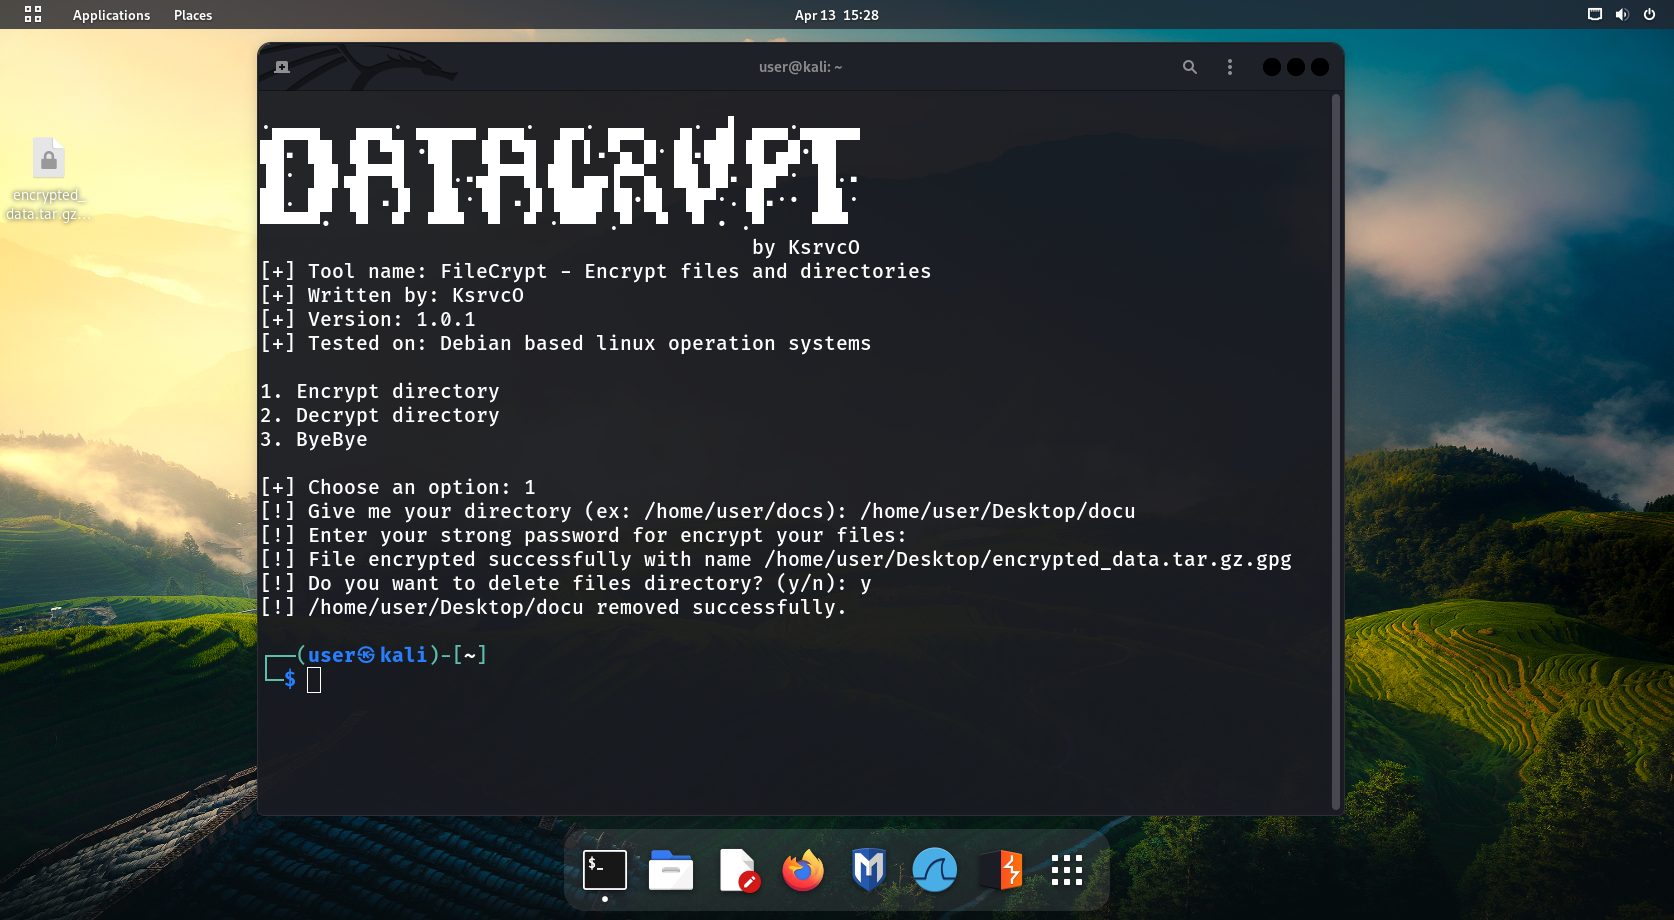 Applications Places Apr 13 15:28
user@kali: ~
encrypted_
data.tar.gz...
DATACRYPT
by KsrvcO
[+] Tool name: FileCrypt - Encrypt files and directories
[+] Written by: KsrvcO
[+] Version: 1.0.1
[+] Tested on: Debian based linux operation systems
1. Encrypt directory
2. Decrypt directory
3. ByeBye
[+] Choose an option: 1
[!] Give me your directory (ex: /home/user/docs): /home/user/Desktop/docu
[!] Enter your strong password for encrypt your files:
[!] File encrypted successfully with name /home/user/Desktop/encrypted_data.tar.gz.gpg
[!] Do you want to delete files directory? (y/n): y
[!] /home/user/Desktop/docu removed successfully.
┌──(user㉿kali)-[~]
└─$
$_